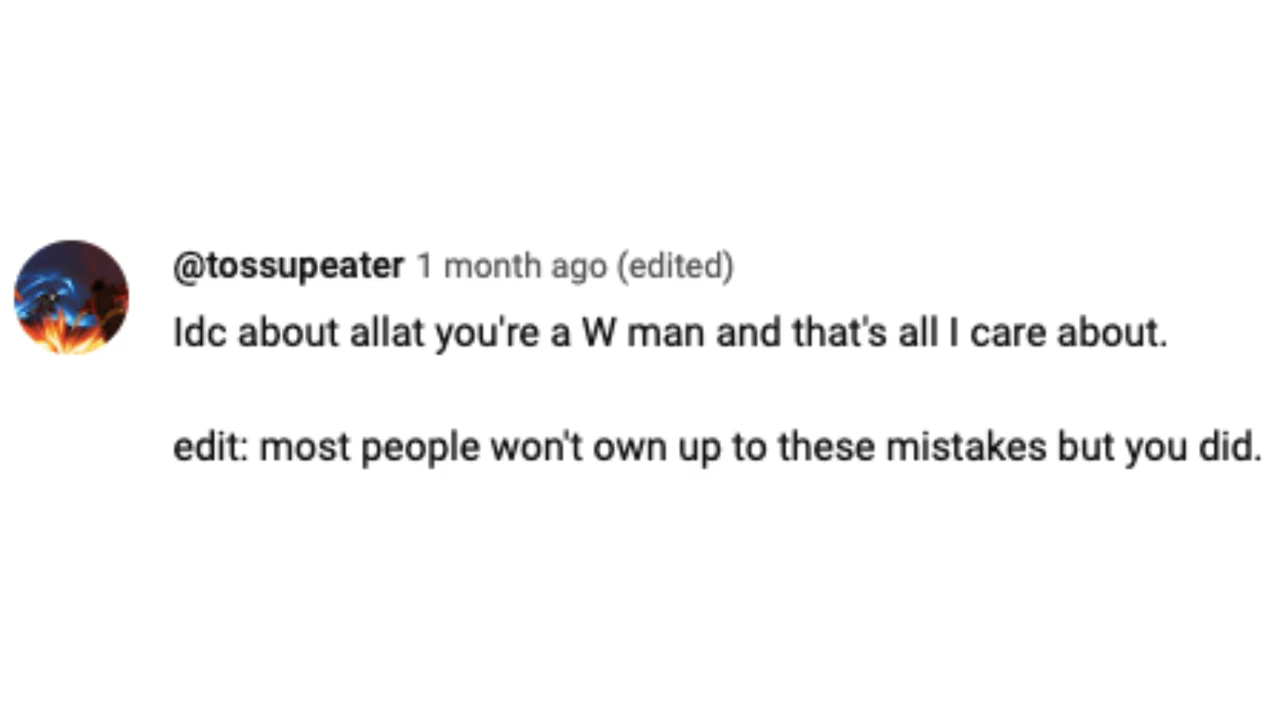 @tossupeater 1 month ago (edited)
Idc about allat you're a W man and that's all I care about.
edit: most people won't own up to these mistakes but you did.